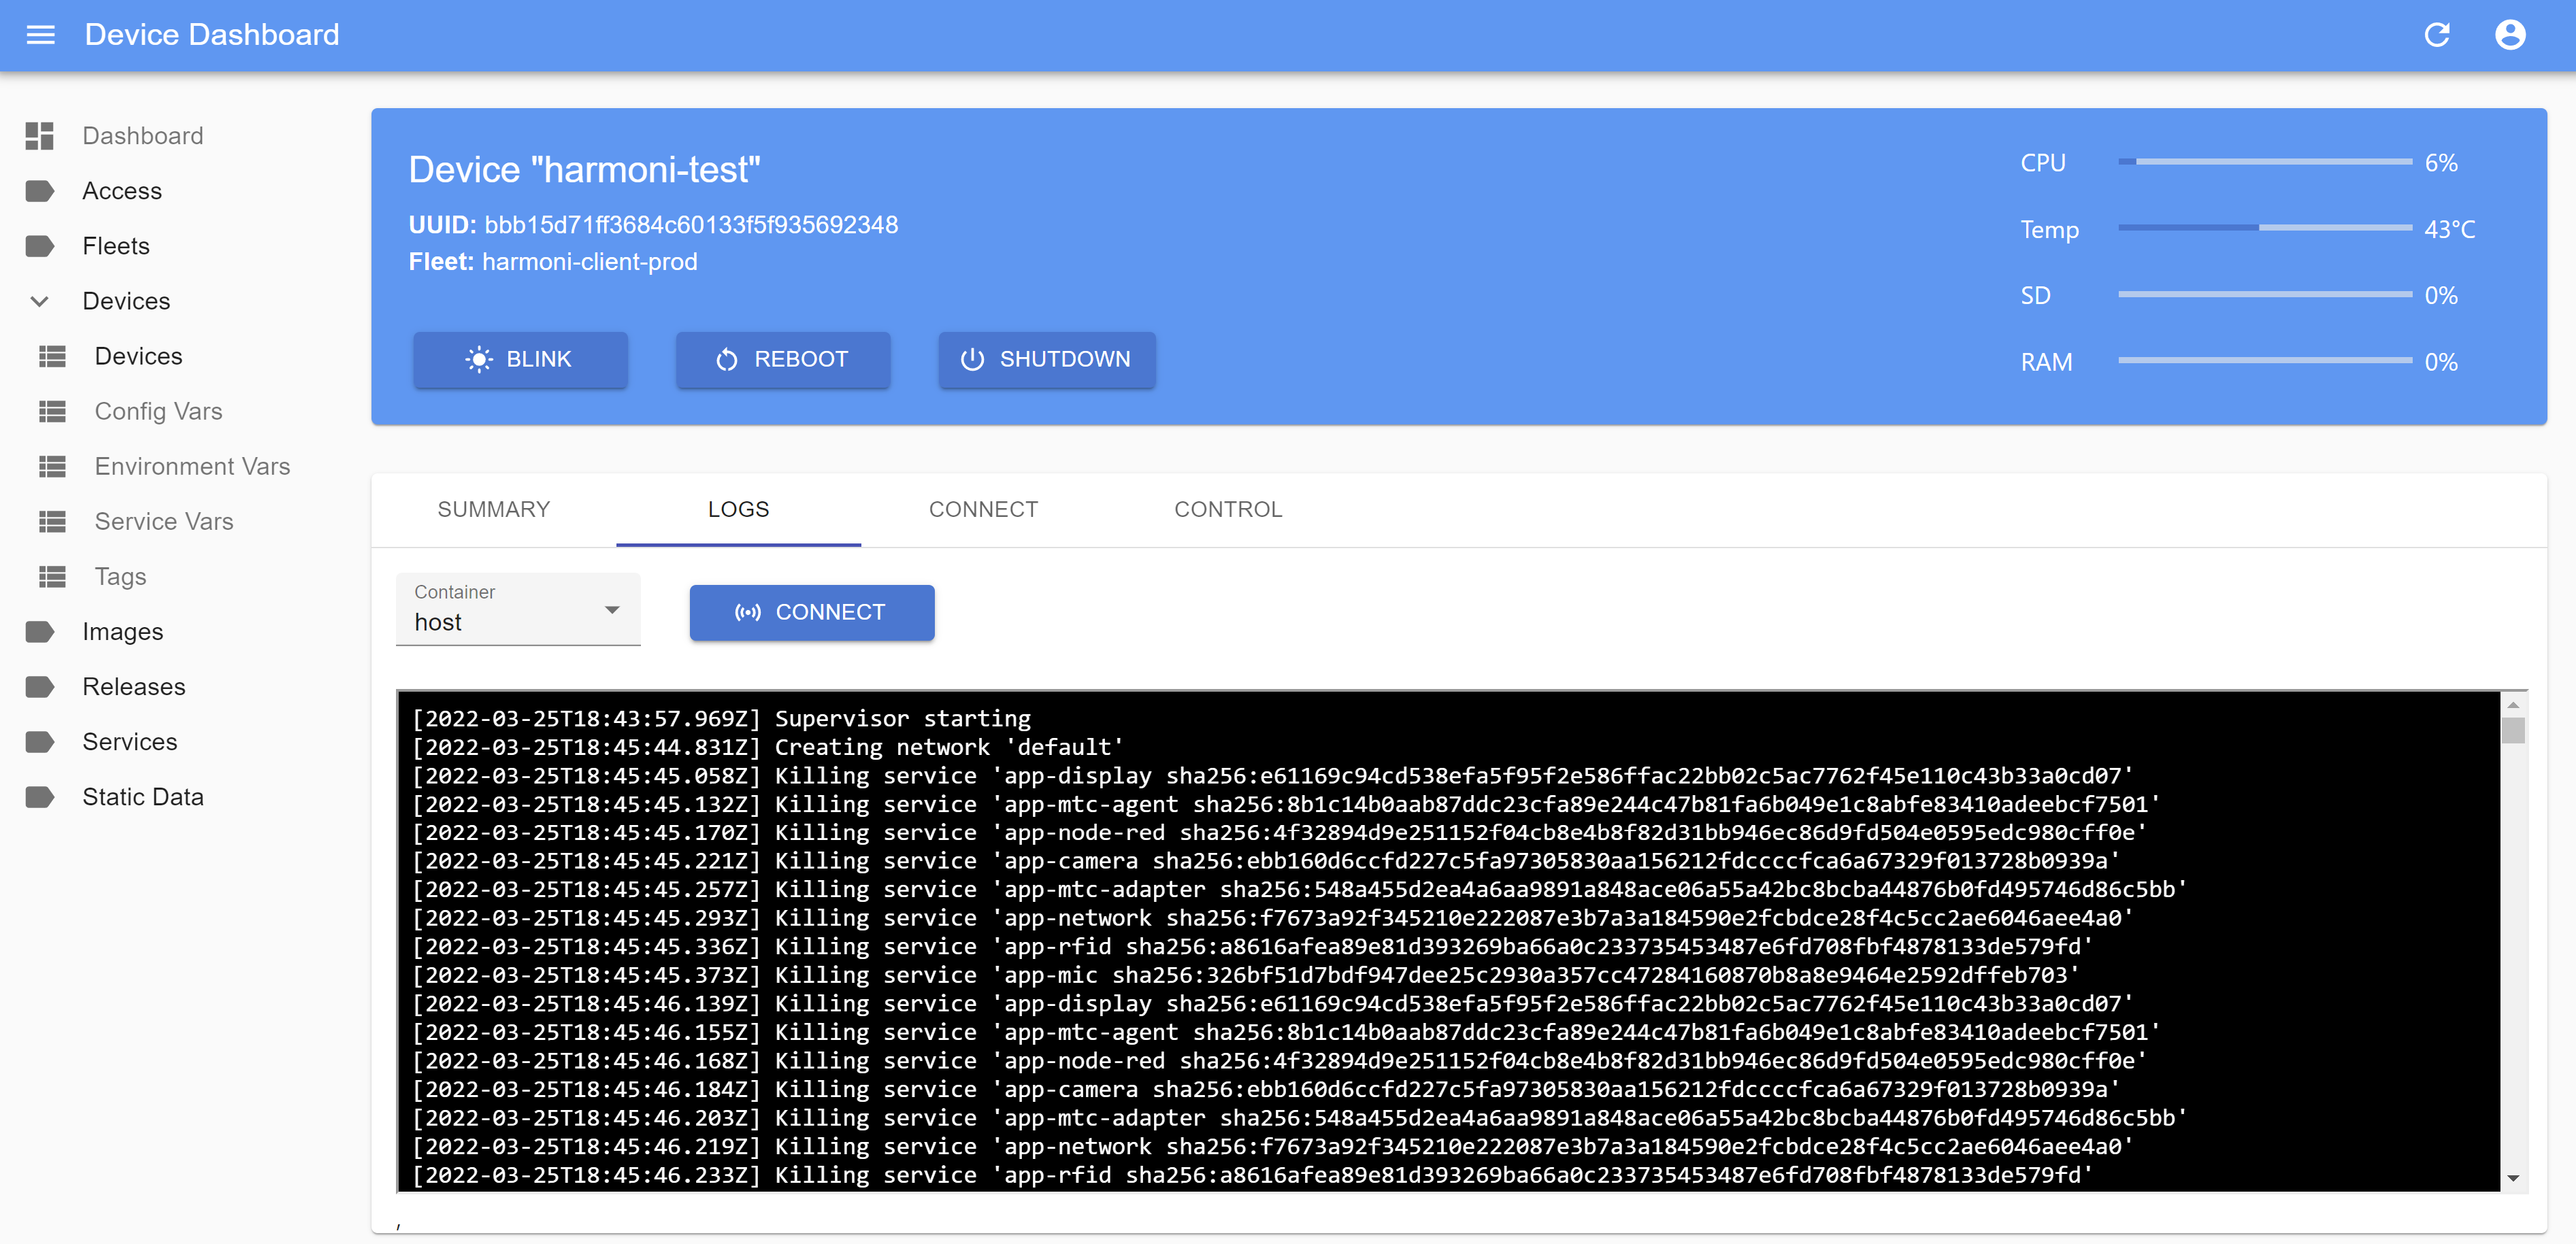 Device Dashboard
Dashboard
Access
Fleets
Devices
Devices
Config Vars
Environment Vars
Service Vars
Tags
Images
Releases
Services
Static Data
Device "harmoni-test"
UUID: bbb15d71ff3684c60133f5f935692348
Fleet: harmoni-client-prod
BLINK
REBOOT
SHUTDOWN
CPU 6%
Temp 43°C
SD 0%
RAM 0%
SUMMARY
LOGS
CONNECT
CONTROL
Container
host
CONNECT
[2022-03-25T18:43:57.969Z] Supervisor starting
[2022-03-25T18:45:44.831Z] Creating network 'default'
[2022-03-25T18:45:45.058Z] Killing service 'app-display sha256:e61169c94cd538efa5f95f2e586ffac22bb02c5ac7762f45e110c43b33a0cd07'
[2022-03-25T18:45:45.132Z] Killing service 'app-mtc-agent sha256:8b1c14b0aab87ddc23cfa89e244c47b81fa6b049e1c8abfe83410adeebcf7501'
[2022-03-25T18:45:45.170Z] Killing service 'app-node-red sha256:4f32894d9e251152f04cb8e4b8f82d31bb946ec86d9fd504e0595edc980cff0e'
[2022-03-25T18:45:45.221Z] Killing service 'app-camera sha256:ebb160d6ccfd227c5fa97305830aa156212fdccccfca6a67329f013728b0939a'
[2022-03-25T18:45:45.257Z] Killing service 'app-mtc-adapter sha256:548a455d2ea4a6aa9891a848ace06a55a42bc8bcba44876b0fd495746d86c5bb'
[2022-03-25T18:45:45.293Z] Killing service 'app-network sha256:f7673a92f345210e222087e3b7a3a184590e2fcbdce28f4c5cc2ae6046aee4a0'
[2022-03-25T18:45:45.336Z] Killing service 'app-rfid sha256:a8616afea89e81d393269ba66a0c233735453487e6fd708fbf4878133de579fd'
[2022-03-25T18:45:45.373Z] Killing service 'app-mic sha256:326bf51d7bdf947dee25c2930a357cc47284160870b8a8e9464e2592dffeb703'
[2022-03-25T18:45:46.139Z] Killing service 'app-display sha256:e61169c94cd538efa5f95f2e586ffac22bb02c5ac7762f45e110c43b33a0cd07'
[2022-03-25T18:45:46.155Z] Killing service 'app-mtc-agent sha256:8b1c14b0aab87ddc23cfa89e244c47b81fa6b049e1c8abfe83410adeebcf7501'
[2022-03-25T18:45:46.168Z] Killing service 'app-node-red sha256:4f32894d9e251152f04cb8e4b8f82d31bb946ec86d9fd504e0595edc980cff0e'
[2022-03-25T18:45:46.184Z] Killing service 'app-camera sha256:ebb160d6ccfd227c5fa97305830aa156212fdccccfca6a67329f013728b0939a'
[2022-03-25T18:45:46.203Z] Killing service 'app-mtc-adapter sha256:548a455d2ea4a6aa9891a848ace06a55a42bc8bcba44876b0fd495746d86c5bb'
[2022-03-25T18:45:46.219Z] Killing service 'app-network sha256:f7673a92f345210e222087e3b7a3a184590e2fcbdce28f4c5cc2ae6046aee4a0'
[2022-03-25T18:45:46.233Z] Killing service 'app-rfid sha256:a8616afea89e81d393269ba66a0c233735453487e6fd708fbf4878133de579fd'
,